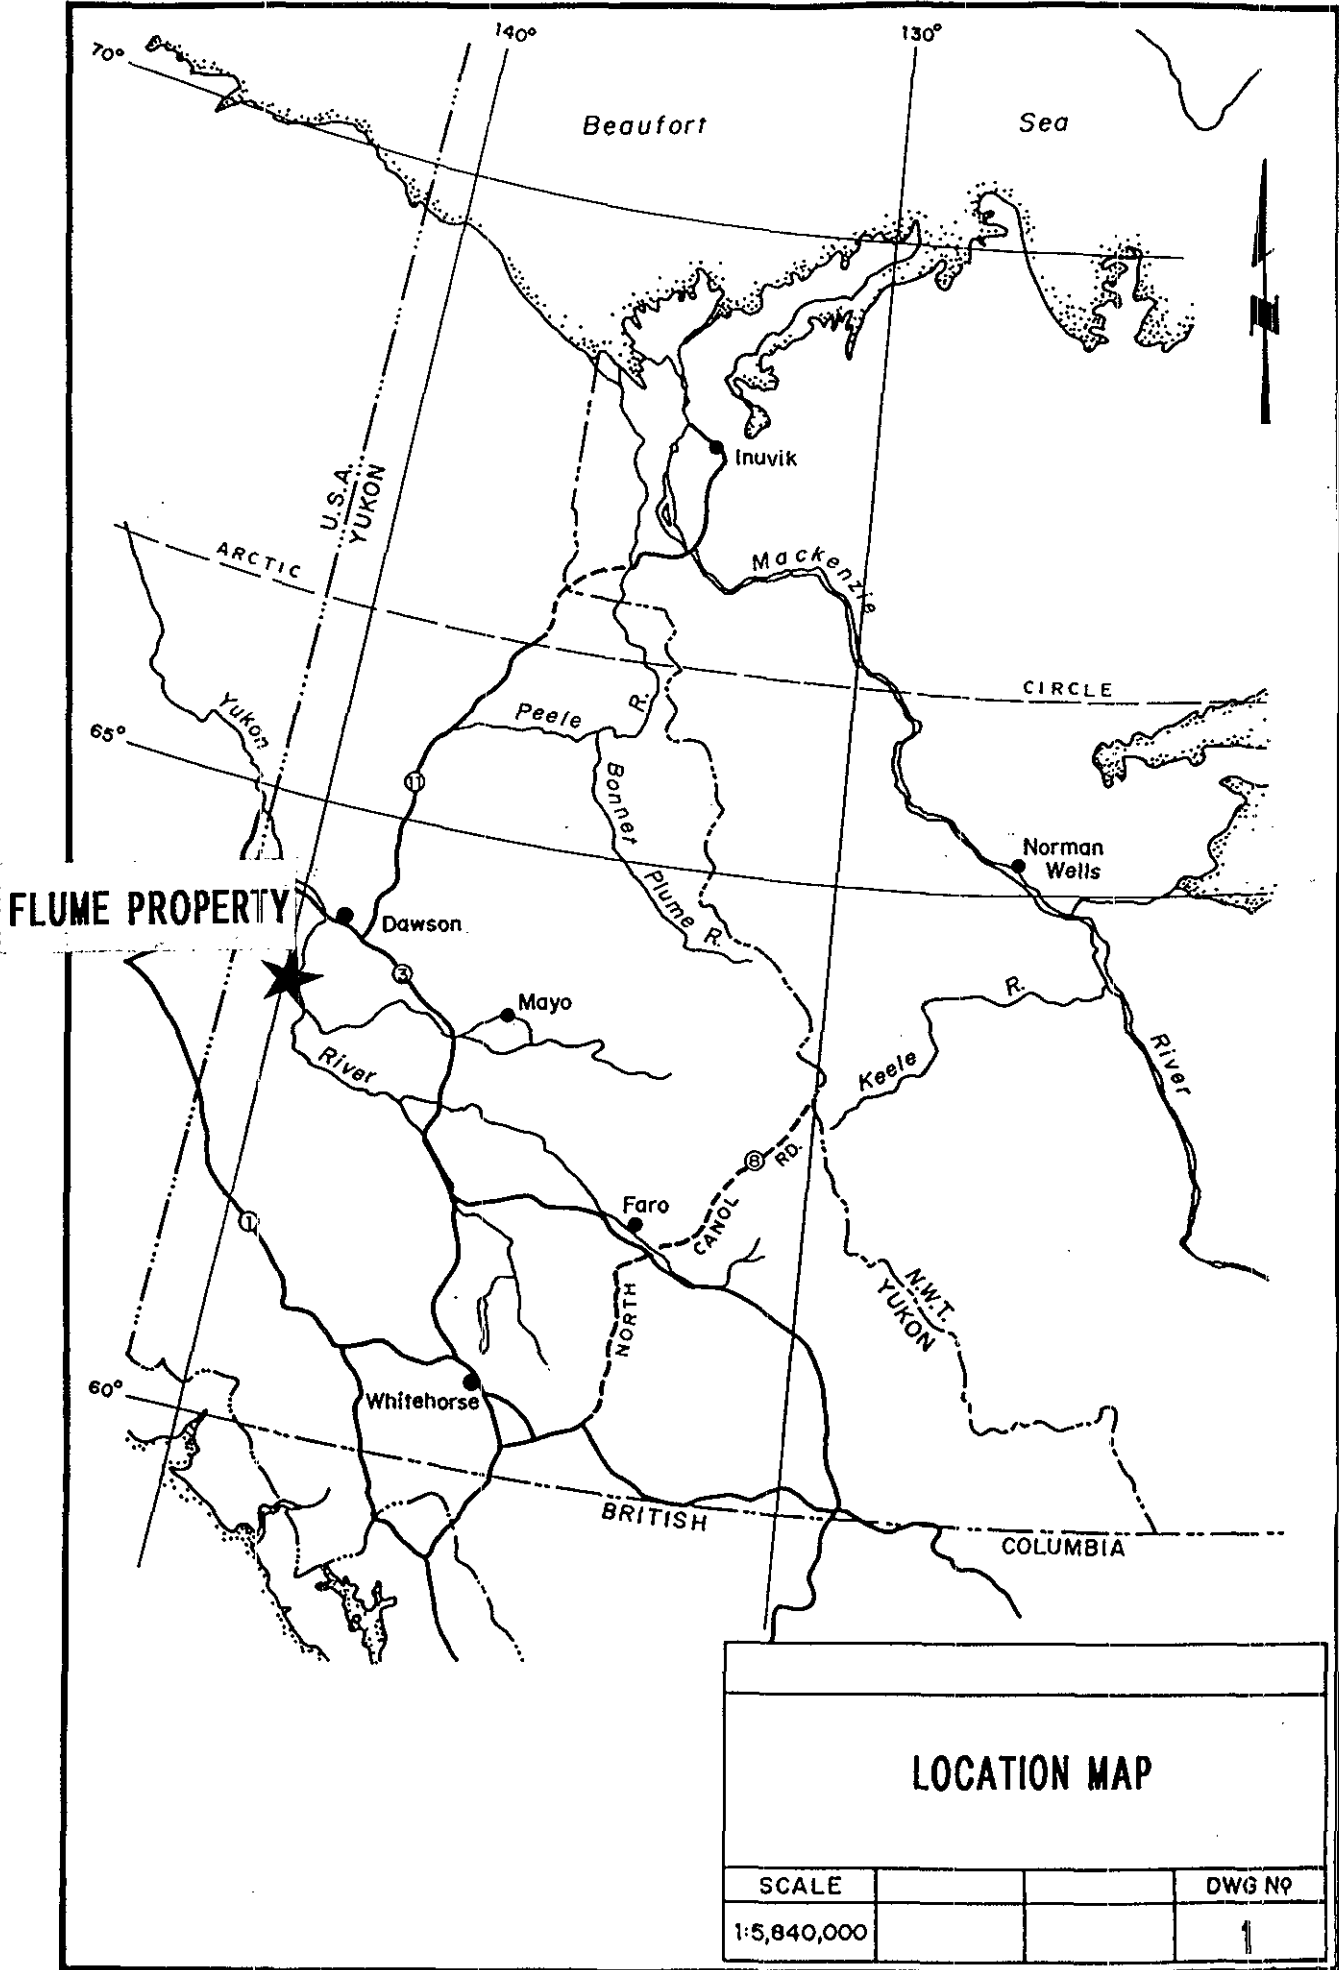 140°
130°
70°
Beaufort Sea
Inuvik
U.S.A.
YUKON
ARCTIC
Mackenzie
CIRCLE
Yukon
Peele
R.
65°
11
Bonner
Plume R.
Norman
Wells
FLUME PROPERTY
Dawson
3
Mayo
R.
River
Keele
River
8
RD.
CANOL
NORTH
Faro
1
N.W.T.
YUKON
60°
Whitehorse
BRITISH
COLUMBIA
LOCATION MAP
SCALE
DWG Nº
1:5,840,000
1